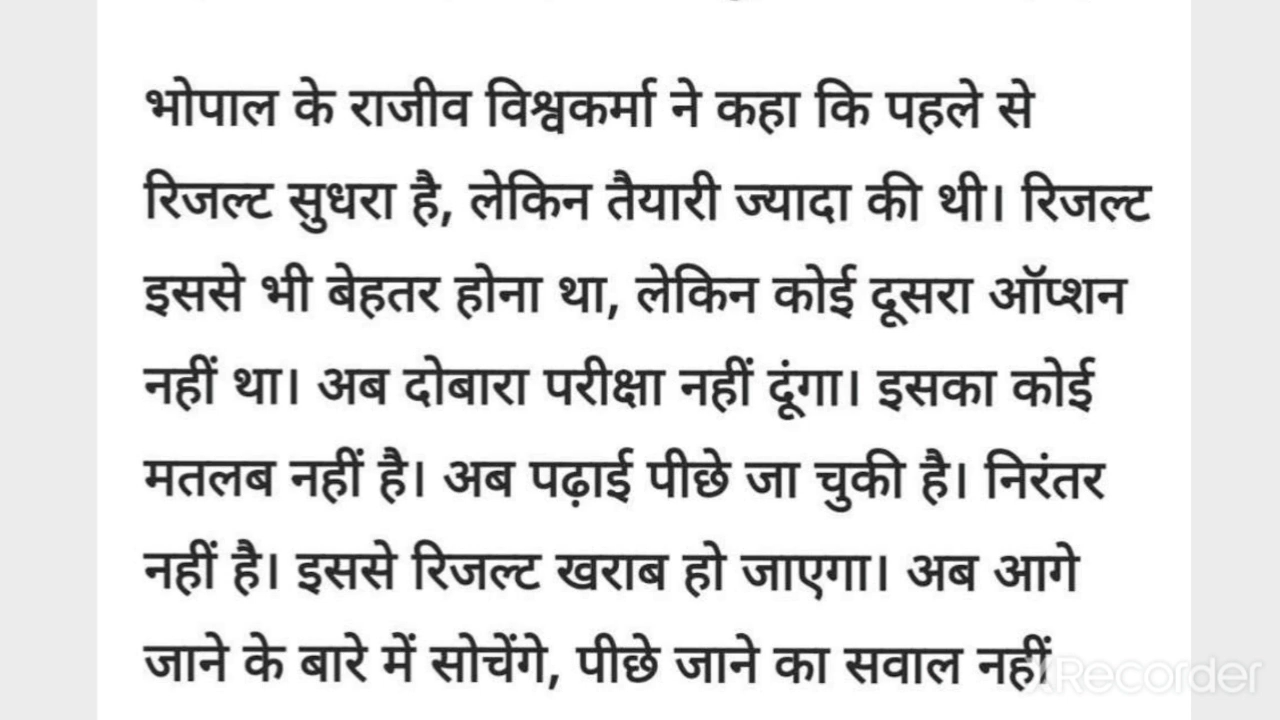 भोपाल के राजीव विश्वकर्मा ने कहा कि पहले से
रिजल्ट सुधरा है, लेकिन तैयारी ज्यादा की थी। रिजल्ट
इससे भी बेहतर होना था, लेकिन कोई दूसरा ऑप्शन
नहीं था। अब दोबारा परीक्षा नहीं दूंगा। इसका कोई
मतलब नहीं है। अब पढ़ाई पीछे जा चुकी है। निरंतर
नहीं है। इससे रिजल्ट खराब हो जाएगा। अब आगे
जाने के बारे में सोचेंगे, पीछे जाने का सवाल नहीं
XRecorder